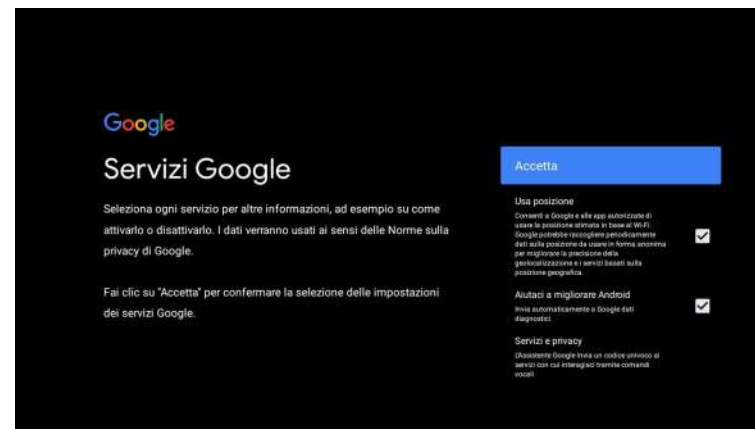 Google
Servizi Google
Seleziona ogni servizio per altre informazioni, ad esempio su come
attivarlo o disattivarlo. I dati verranno usati ai sensi delle Norme sulla
privacy di Google.
Fai clic su "Accetta" per confermare la selezione delle impostazioni
dei servizi Google.
Accetta
Usa posizione
Consenti a Google e alle app autorizzate di
usare la posizione stimata in base al Wi-Fi.
Google potrebbe raccogliere periodicamente
dati sulla posizione da usare in forma anonima
per migliorare la precisione della
geolocalizzazione e i servizi basati sulla
posizione geografica.
Aiutaci a migliorare Android
Invia automaticamente a Google dati
diagnostici
Servizi e privacy
L'Assistente Google invia un codice univoco ai
servizi con cui interagisci tramite comandi
vocali